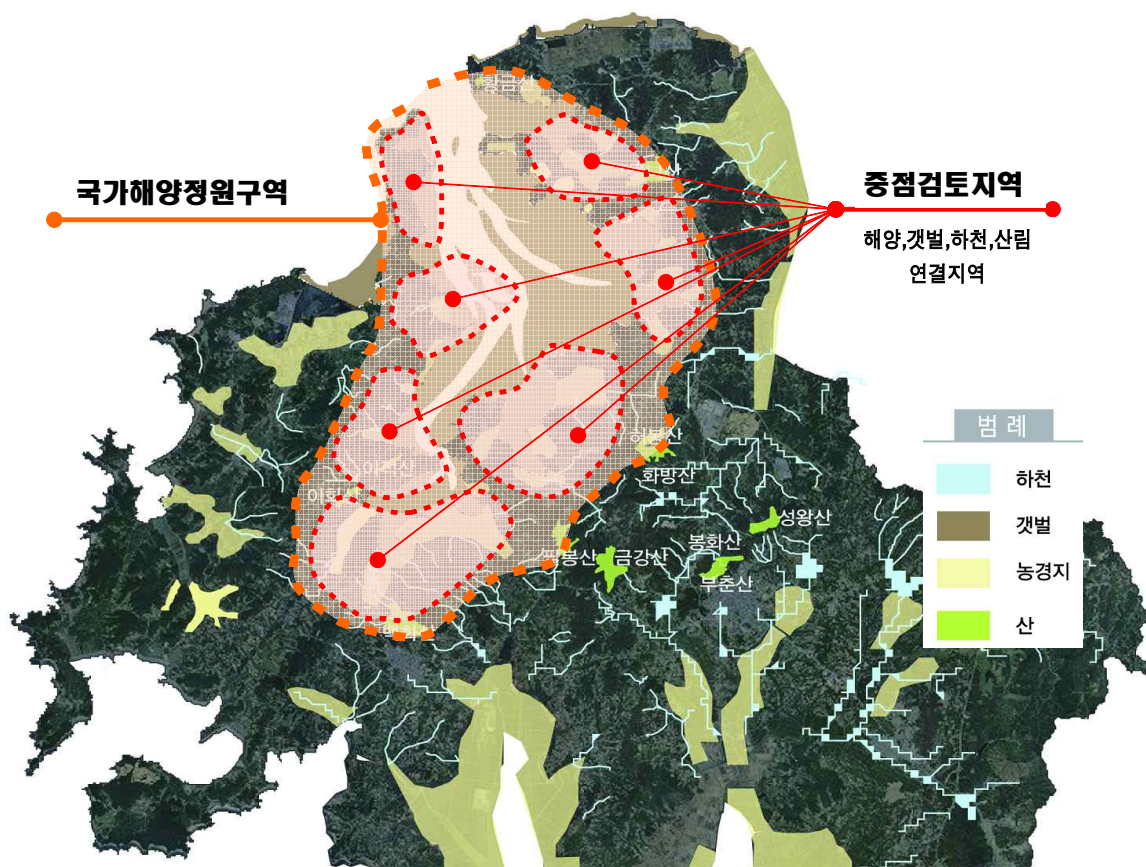 국가해양정원구역
중점검토지역
해양,갯벌,하천,산림
연결지역
범 례
하천
갯벌
농경지
산
화방산
성왕산
봉화산
금강산
부춘산